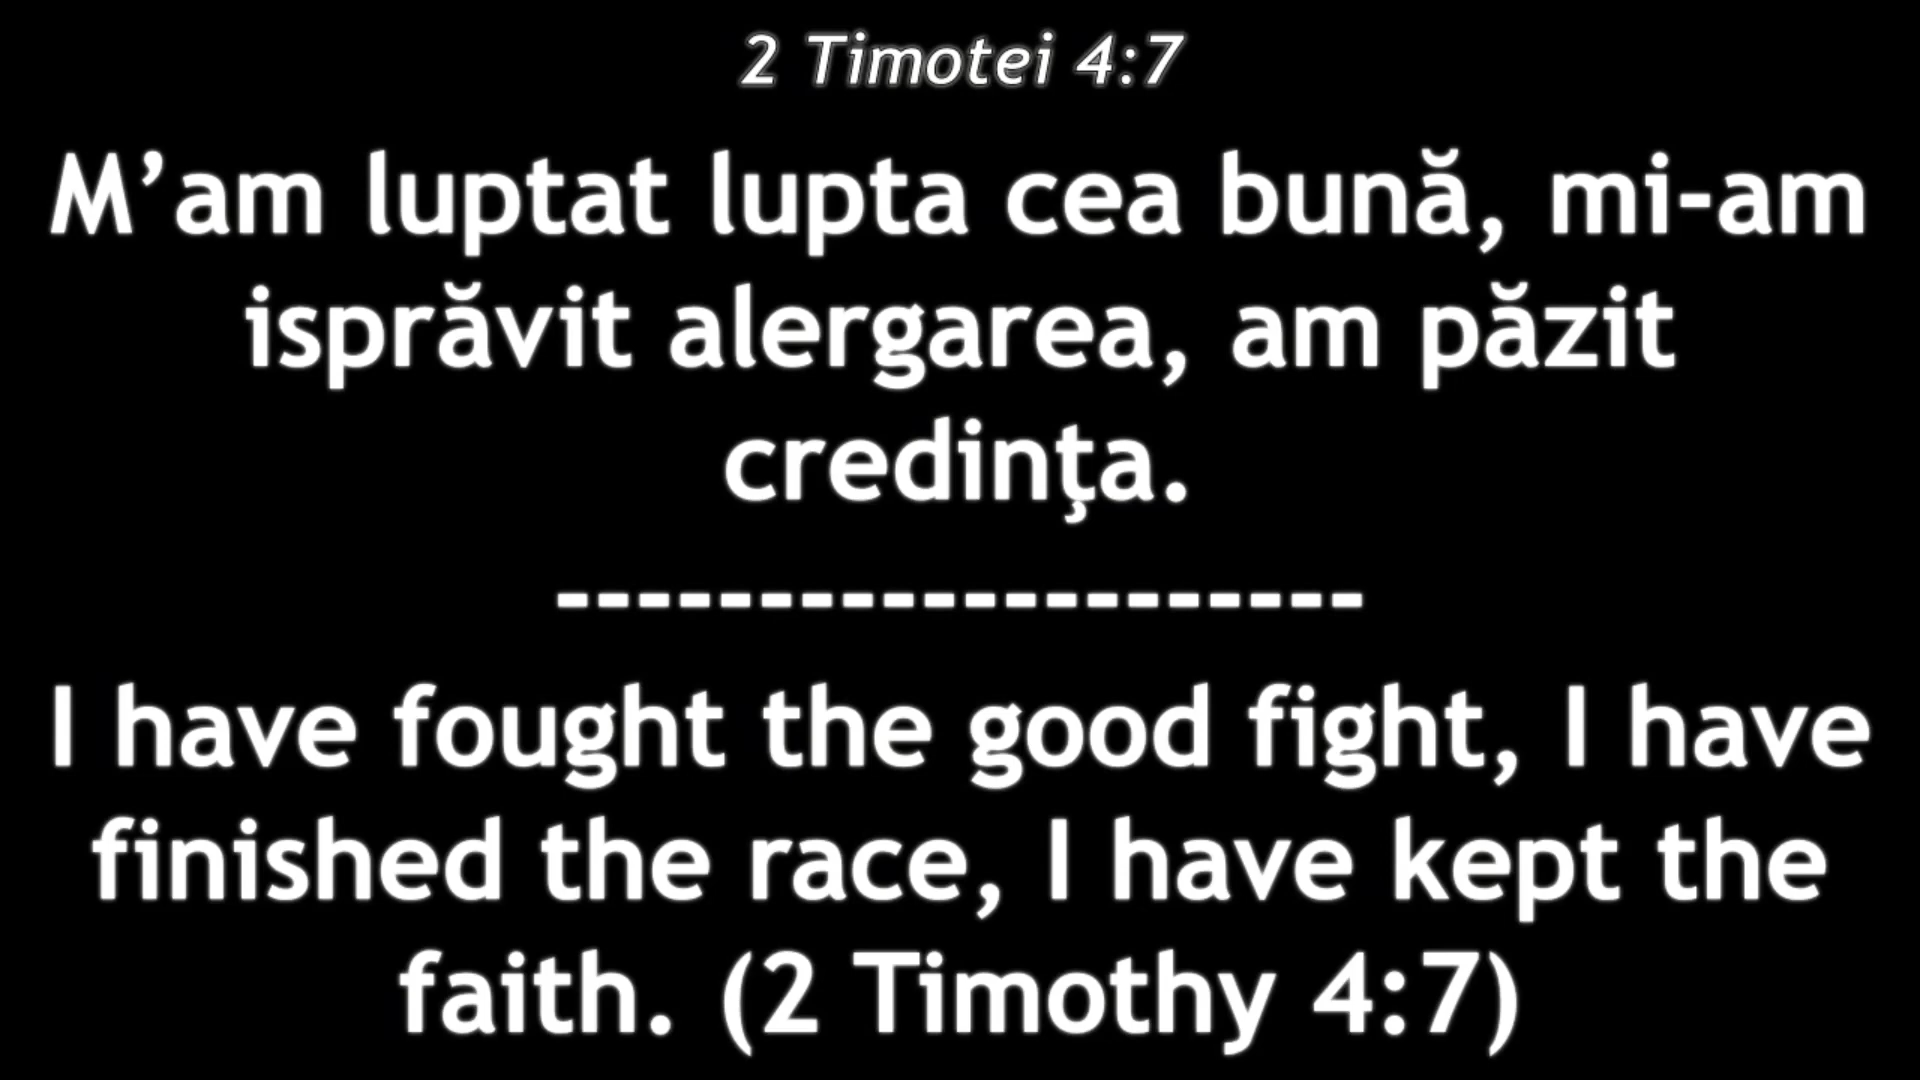 2 Timotei 4:7
M’am luptat lupta cea bună, mi-am
isprăvit alergarea, am păzit
credinţa.
--------------------
I have fought the good fight, I have
finished the race, I have kept the
faith. (2 Timothy 4:7)